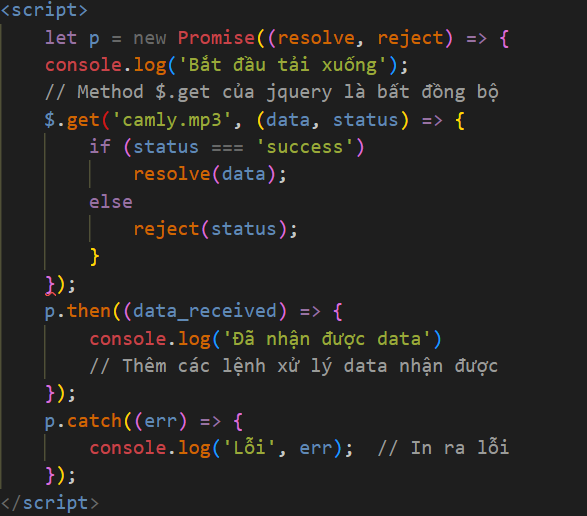 <script>
let p = new Promise((resolve, reject) => {
console.log('Bắt đầu tải xuống');
// Method $.get của jquery là bất đồng bộ
$.get('camly.mp3', (data, status) => {
if (status === 'success')
resolve(data);
else
reject(status);
}
});
p.then((data_received) => {
console.log('Đã nhận được data')
// Thêm các lệnh xử lý data nhận được
});
p.catch((err) => {
console.log('Lỗi', err);  // In ra lỗi
});
</script>